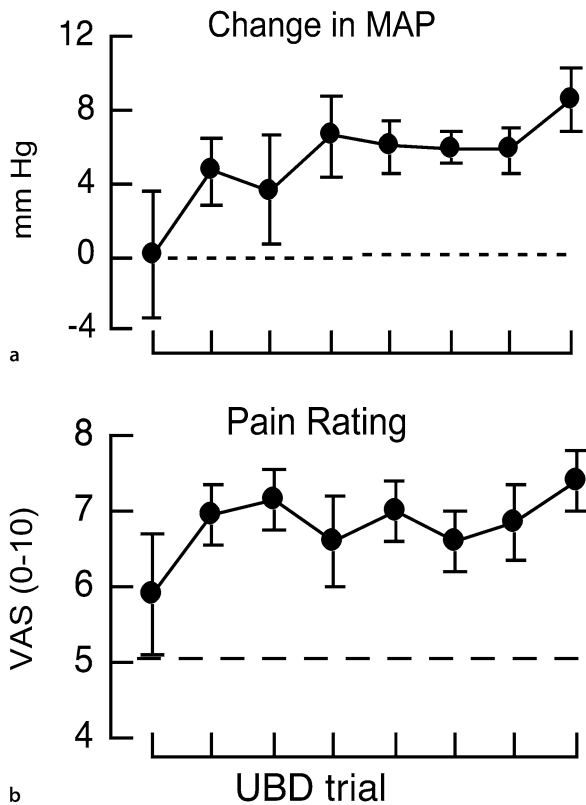 Change in MAP
12
8
4
0
-4
mm Hg
a
Pain Rating
8
7
6
5
4
VAS (0-10)
b
UBD trial